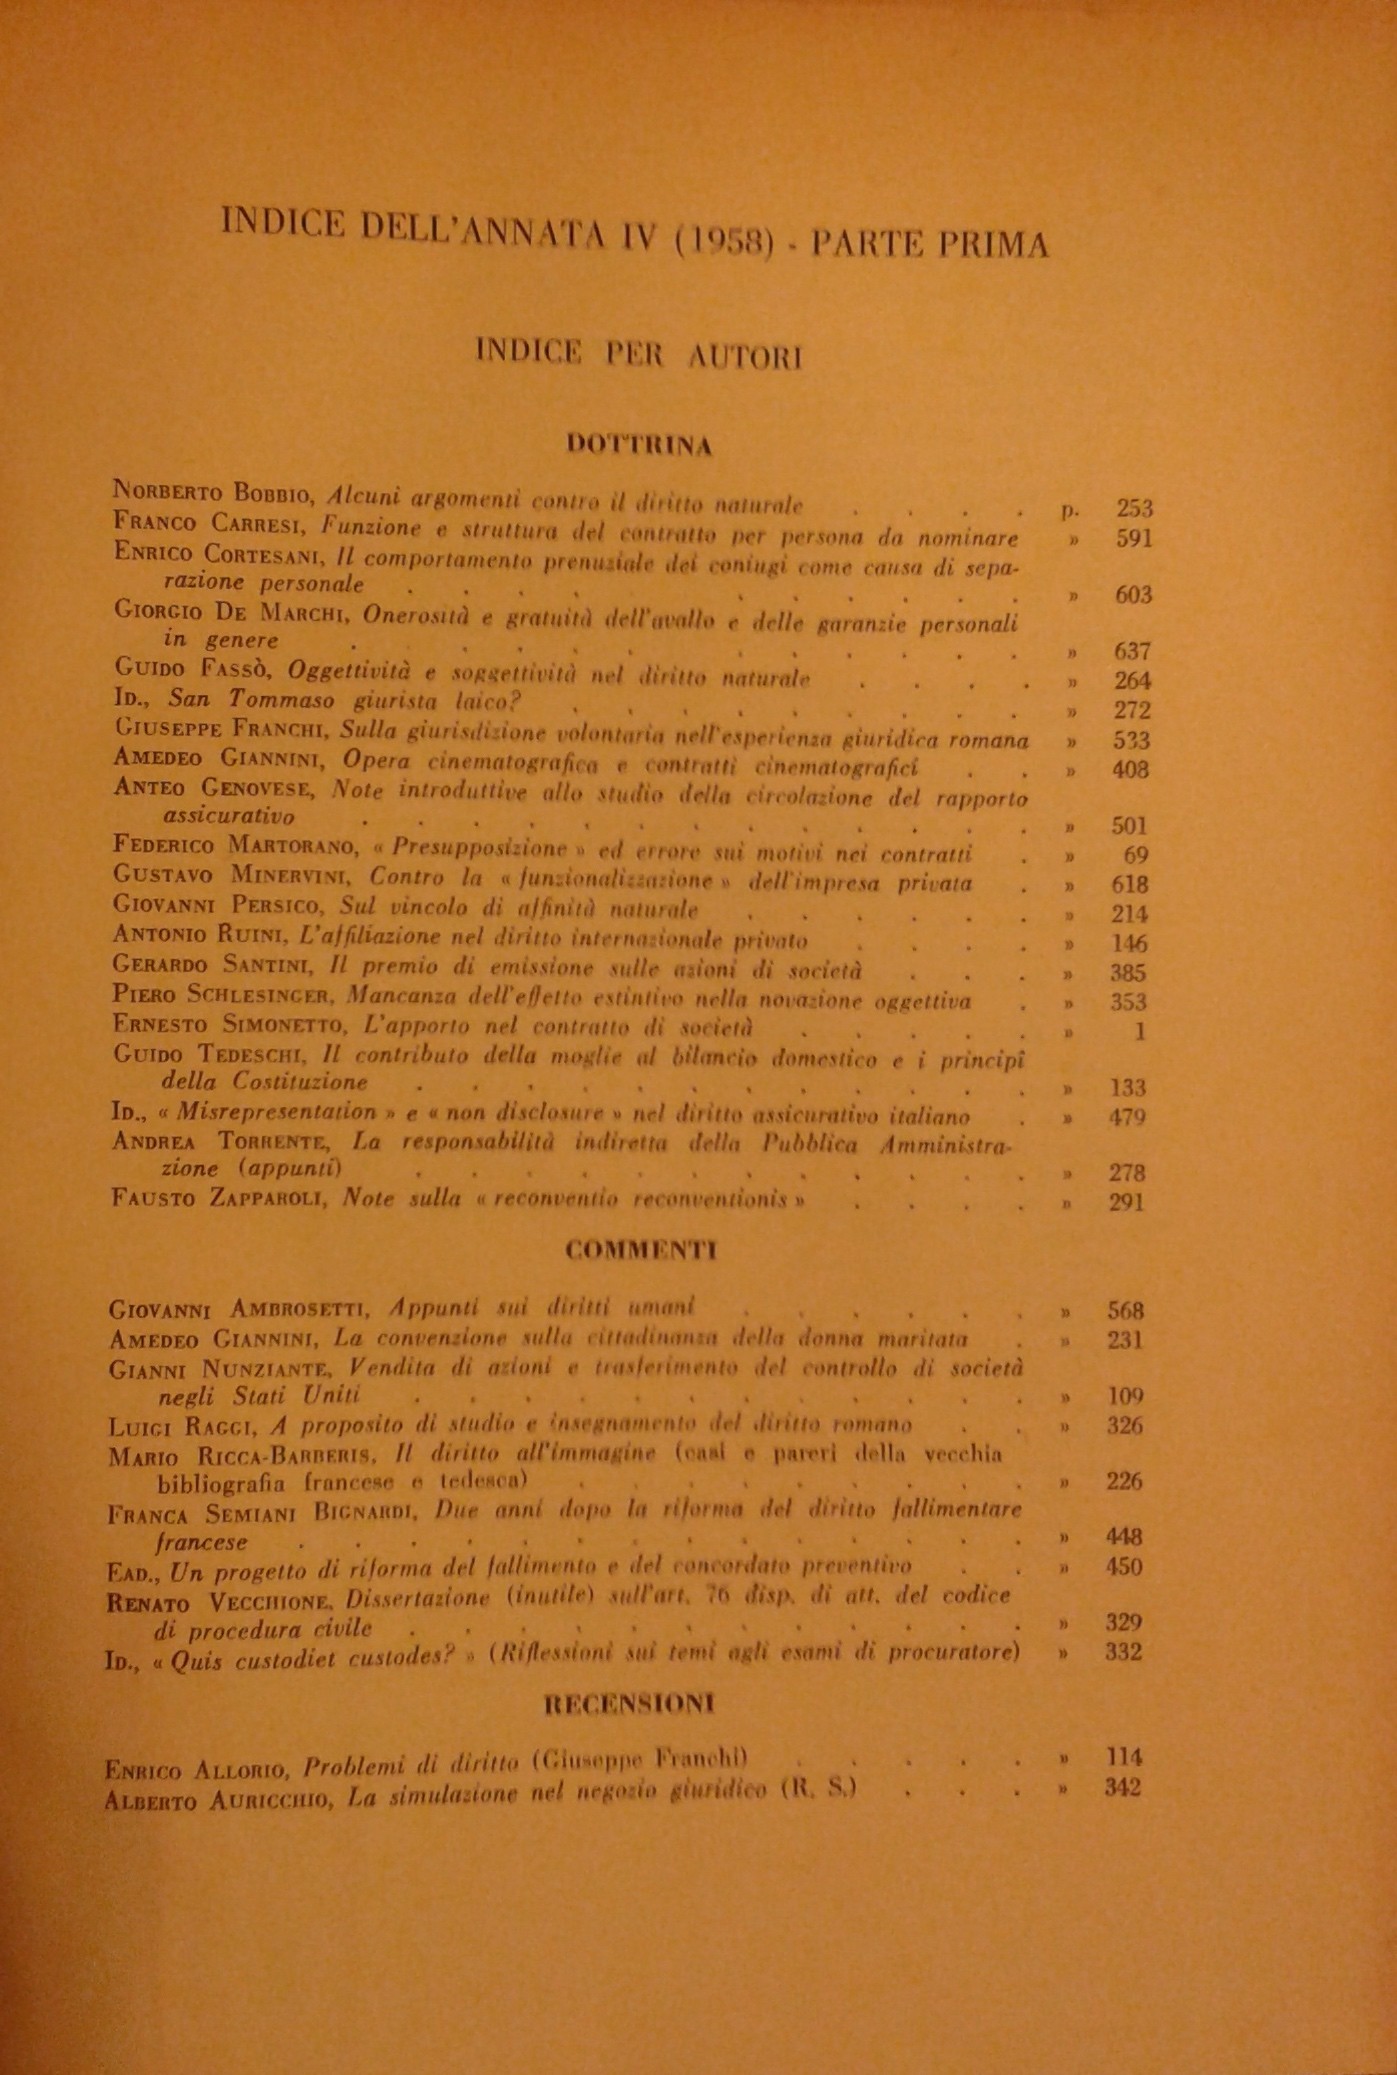 INDICE DELL'ANNATA IV (1958) - PARTE PRIMA
INDICE PER AUTORI
DOTTRINA
NORBERTO BOBBIO, Alcuni argomenti contro il diritto naturale . . . . p. 253
FRANCO CARRESI, Funzione e struttura del contratto per persona da nominare » 591
ENRICO CORTESANI, Il comportamento prenuziale dei coniugi come causa di sepa-
razione personale . . . . . . . . . . » 603
GIORGIO DE MARCHI, Onerosità e gratuità dell'avallo e delle garanzie personali
in genere . . . . . . . . . . » 637
GUIDO FASSÒ, Oggettività e soggettività nel diritto naturale . . . . » 264
ID., San Tommaso giurista laico? . . . . . . . . . » 272
GIUSEPPE FRANCHI, Sulla giurisdizione volontaria nell'esperienza giuridica romana » 533
AMEDEO GIANNINI, Opera cinematografica e contratti cinematografici . . » 408
ANTEO GENOVESE, Note introduttive allo studio della circolazione del rapporto
assicurativo . . . . . . . . . . . . . » 501
FEDERICO MARTORANO, « Presupposizione » ed errore sui motivi nei contratti . » 69
GUSTAVO MINERVINI, Contro la « funzionalizzazione » dell'impresa privata . » 618
GIOVANNI PERSICO, Sul vincolo di affinità naturale . . . . . . » 214
ANTONIO RUINI, L'affiliazione nel diritto internazionale privato . . . . » 146
GERARDO SANTINI, Il premio di emissione sulle azioni di società . . . » 385
PIERO SCHLESINGER, Mancanza dell'effetto estintivo nella novazione oggettiva . » 353
ERNESTO SIMONETTO, L'apporto nel contratto di società . . . . . » 1
GUIDO TEDESCHI, Il contributo della moglie al bilancio domestico e i principî
della Costituzione . . . . . . . . . . . . » 133
ID., « Misrepresentation » e « non disclosure » nel diritto assicurativo italiano . » 479
ANDREA TORRENTE, La responsabilità indiretta della Pubblica Amministra-
zione (appunti) . . . . . . . . . . . . » 278
FAUSTO ZAPPAROLI, Note sulla « reconventio reconventionis » . . . . » 291
COMMENTI
GIOVANNI AMBROSETTI, Appunti sui diritti umani . . . . . . » 568
AMEDEO GIANNINI, La convenzione sulla cittadinanza della donna maritata . » 231
GIANNI NUNZIANTE, Vendita di azioni e trasferimento del controllo di società
negli Stati Uniti . . . . . . . . . . . . » 109
LUIGI RAGGI, A proposito di studio e insegnamento del diritto romano . . » 326
MARIO RICCA-BARBERIS, Il diritto all'immagine (casi e pareri della vecchia
bibliografia francese e tedesca) . . . . . . . . . » 226
FRANCA SEMIANI BIGNARDI, Due anni dopo la riforma del diritto fallimentare
francese . . . . . . . . . . . . . . » 448
EAD., Un progetto di riforma del fallimento e del concordato preventivo . . » 450
RENATO VECCHIONE, Dissertazione (inutile) sull'art. 76 disp. di att. del codice
di procedura civile . . . . . . . . . . . . » 329
ID., « Quis custodiet custodes? » (Riflessioni sui temi agli esami di procuratore) » 332
RECENSIONI
ENRICO ALLORIO, Problemi di diritto (Giuseppe Franchi) . . . . . » 114
ALBERTO AURICCHIO, La simulazione nel negozio giuridico (R. S.) . . . » 342